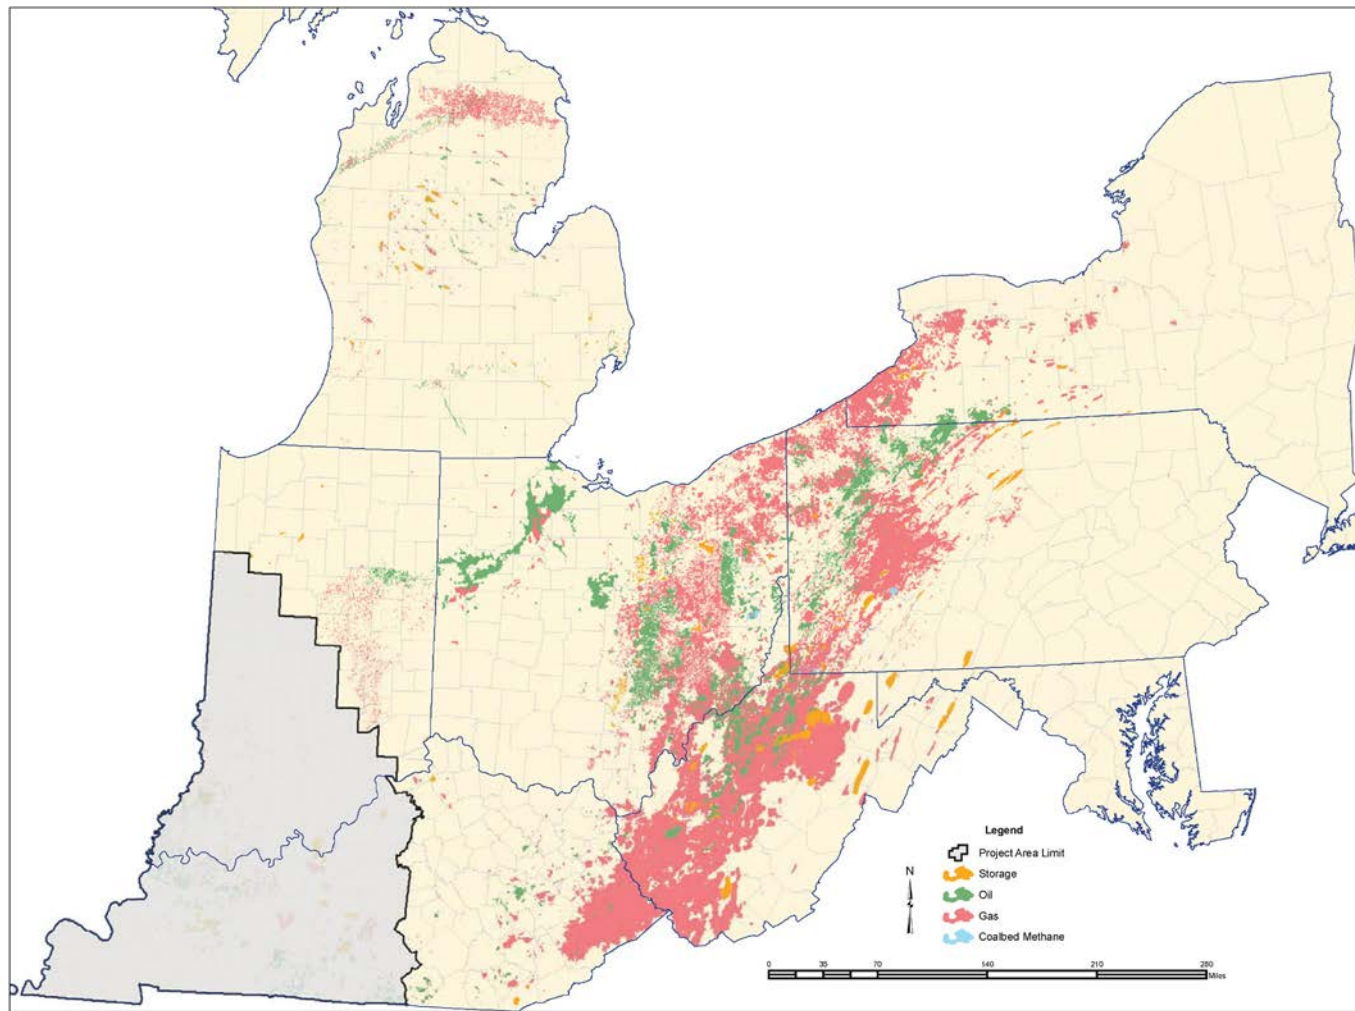 Legend
Project Area Limit
Storage
Oil
Gas
Coalbed Methane
N
0 35 70 140 210 280
Miles